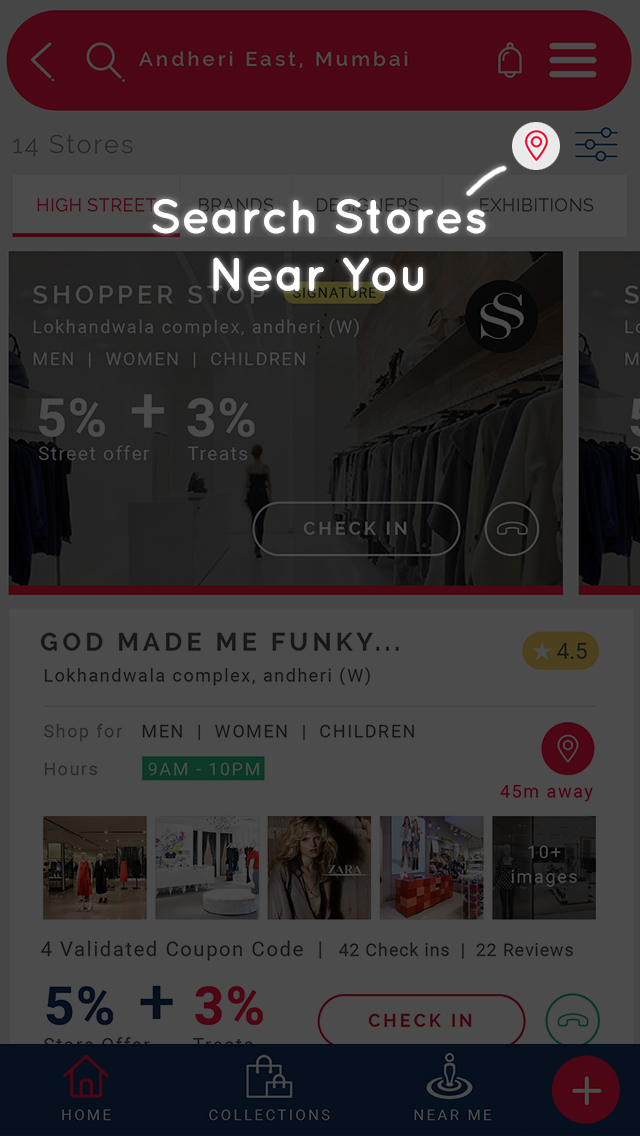 Andheri East, Mumbai
14 Stores
HIGH STREET BRANDS DESIGNERS EXHIBITIONS
Search Stores
Near You
SHOPPER STOP SIGNATURE
Lokhandwala complex, andheri (W)
MEN | WOMEN | CHILDREN
5% + 3%
Street offer Treats
CHECK IN
GOD MADE ME FUNKY...
4.5
Lokhandwala complex, andheri (W)
Shop for MEN | WOMEN | CHILDREN
Hours 9AM - 10PM
45m away
ZARA
10+
images
4 Validated Coupon Code | 42 Check ins | 22 Reviews
5% + 3%
CHECK IN
Store Offer Treats
HOME COLLECTIONS NEAR ME